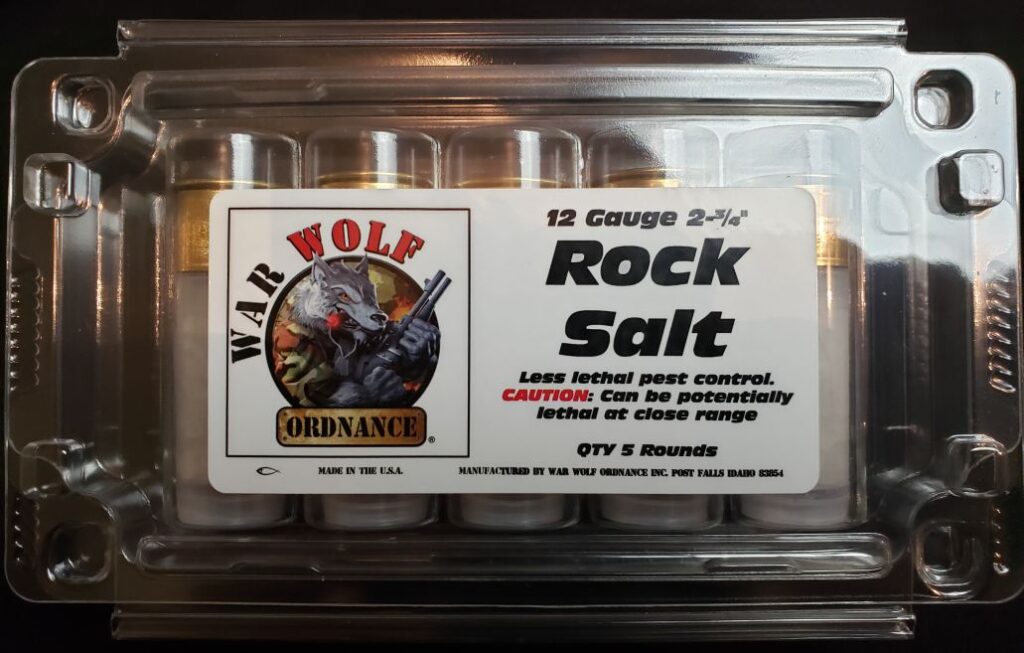 WAR WOLF
ORDNANCE®
12 Gauge 2-3/4"
Rock
Salt
Less lethal pest control.
CAUTION: Can be potentially
lethal at close range
QTY 5 Rounds
MADE IN THE U.S.A.
MANUFACTURED BY WAR WOLF ORDNANCE INC. POST FALLS IDAHO 83854